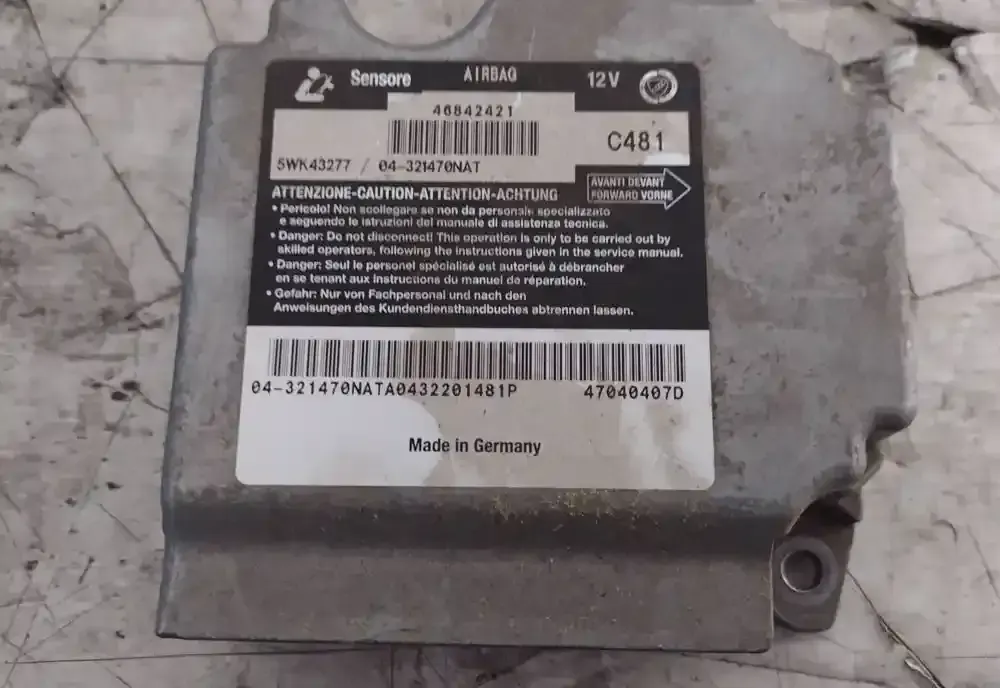 Sensore AIRBAG 12V
46842421
C481
5WK43277 / 04-321470NAT
ATTENZIONE-CAUTION-ATTENTION-ACHTUNG
AVANTI DEVANT
FORWARD VORNE
• Pericolo! Non scollegare se non da personale specializzato
e seguendo le istruzioni del manuale di assistenza tecnica.
• Danger: Do not disconnect! This operation is only to be carried out by
skilled operators, following the instructions given in the service manual.
• Danger: Seul le personel spécialisé est autorisé à débrancher
en se tenant aux instructions du manuel de réparation.
• Gefahr: Nur von Fachpersonal und nach den
Anweisungen des Kundendiensthandbuches abtrennen lassen.
04-321470NATA0432201481P 47040407D
Made in Germany